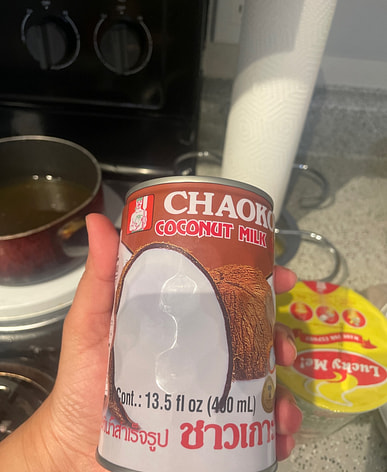 CHAOKO
COCONUT MILK
Cont.: 13.5 fl oz (400 mL)
ชาวเกาะ
Lucky Me!